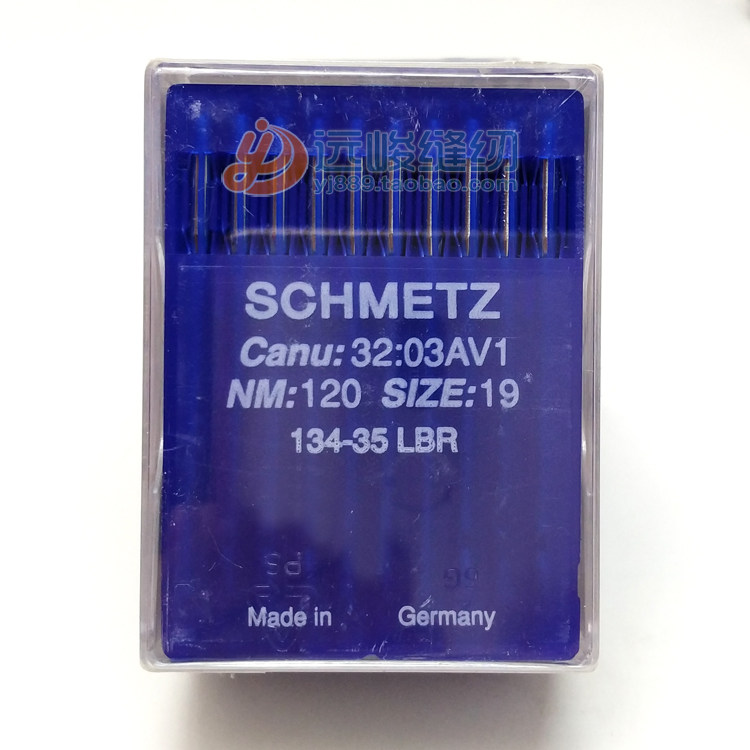 远峻缝纫
yj889.taobao.com
SCHMETZ
Canu: 32:03AV1
NM:120 SIZE:19
134-35 LBR
Made in Germany